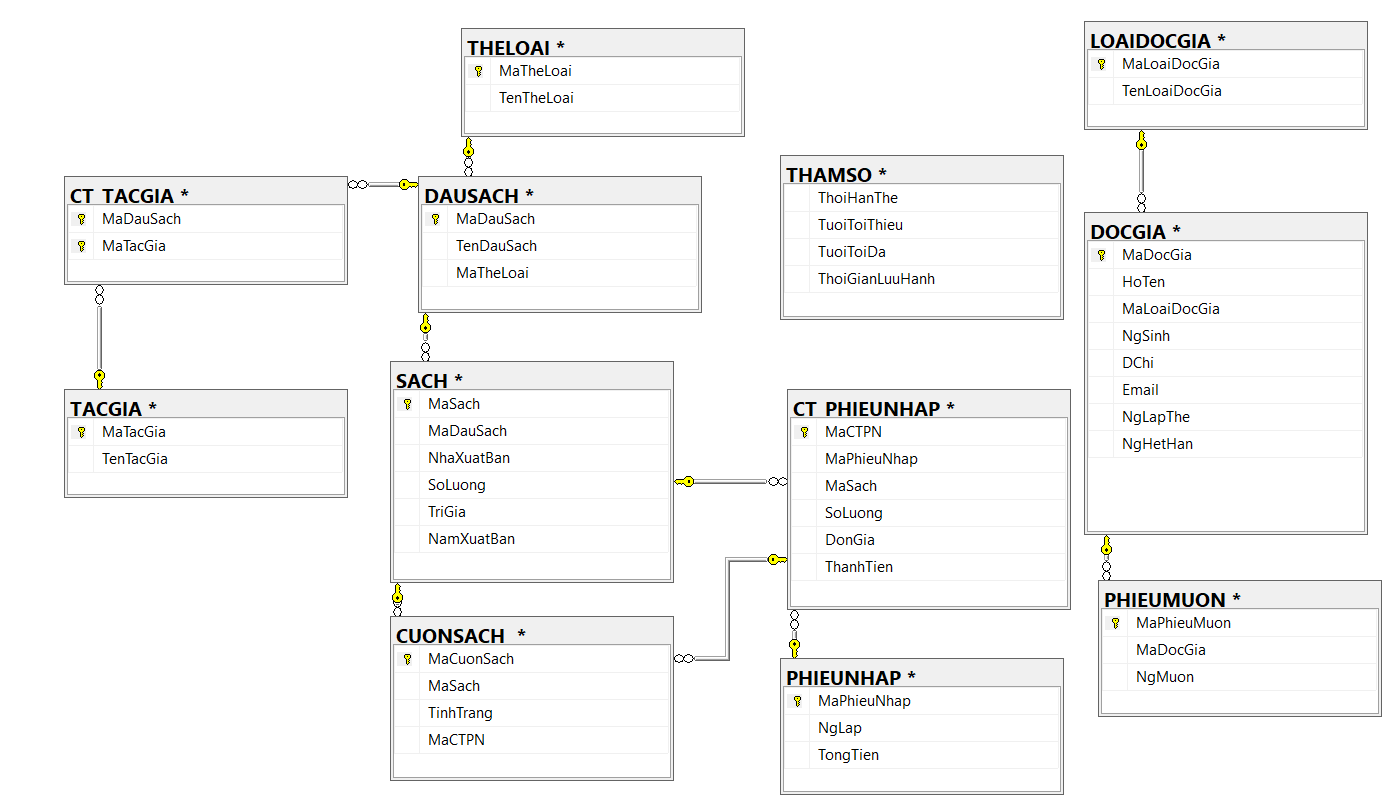 THELOAI *
MaTheLoai
TenTheLoai
LOAIDOCGIA *
MaLoaiDocGia
TenLoaiDocGia
CT_TACGIA *
MaDauSach
MaTacGia
DAUSACH *
MaDauSach
TenDauSach
MaTheLoai
THAMSO *
ThoiHanThe
TuoiToiThieu
TuoiToiDa
ThoiGianLuuHanh
DOCGIA *
MaDocGia
HoTen
MaLoaiDocGia
NgSinh
DChi
Email
NgLapThe
NgHetHan
TACGIA *
MaTacGia
TenTacGia
SACH *
MaSach
MaDauSach
NhaXuatBan
SoLuong
TriGia
NamXuatBan
CT_PHIEUNHAP *
MaCTPN
MaPhieuNhap
MaSach
SoLuong
DonGia
ThanhTien
CUONSACH *
MaCuonSach
MaSach
TinhTrang
MaCTPN
PHIEUNHAP *
MaPhieuNhap
NgLap
TongTien
PHIEUMUON *
MaPhieuMuon
MaDocGia
NgMuon